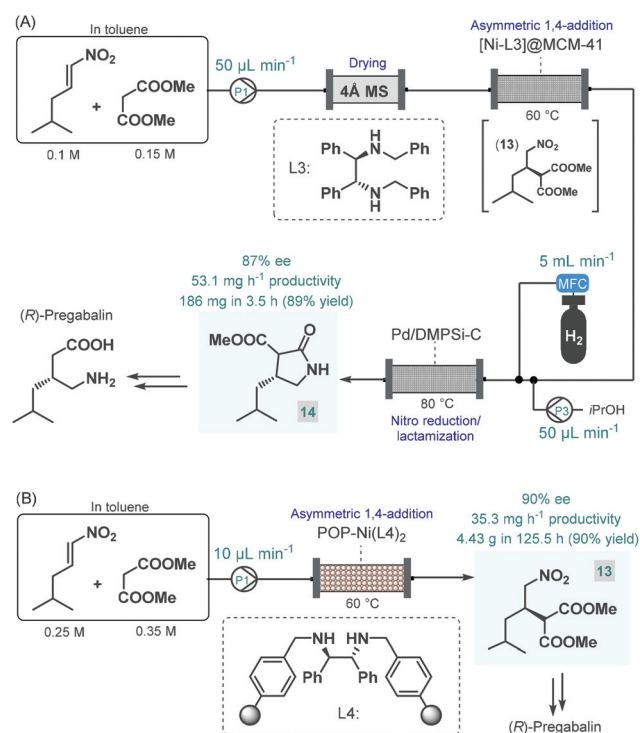 (A)
In toluene
NO2
+
COOMe
COOMe
0.1 M
0.15 M
50 µL min⁻¹
P1
Drying
4Å MS
Asymmetric 1,4-addition
[Ni-L3]@MCM-41
60 °C
L3:
H
Ph
N
Ph
Ph
N
Ph
H
(13)
NO2
COOMe
COOMe
5 mL min⁻¹
MFC
H2
P3
iPrOH
50 µL min⁻¹
Pd/DMPSi-C
80 °C
Nitro reduction/
lactamization
87% ee
53.1 mg h⁻¹ productivity
186 mg in 3.5 h (89% yield)
MeOOC
O
NH
14
(R)-Pregabalin
COOH
NH2
(B)
In toluene
NO2
+
COOMe
COOMe
0.25 M
0.35 M
10 µL min⁻¹
P1
Asymmetric 1,4-addition
POP-Ni(L4)2
60 °C
NH
HN
Ph
Ph
L4:
90% ee
35.3 mg h⁻¹ productivity
4.43 g in 125.5 h (90% yield)
13
NO2
COOMe
COOMe
(R)-Pregabalin